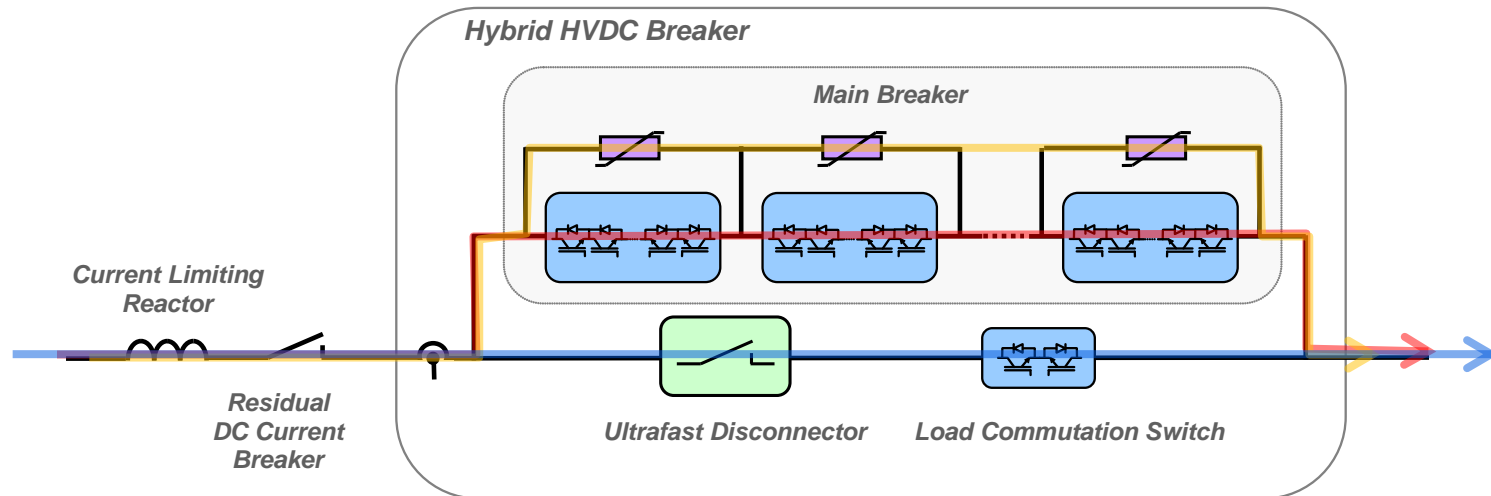 Hybrid HVDC Breaker
Main Breaker
Current Limiting
Reactor
Residual
DC Current
Breaker
Ultrafast Disconnector
Load Commutation Switch